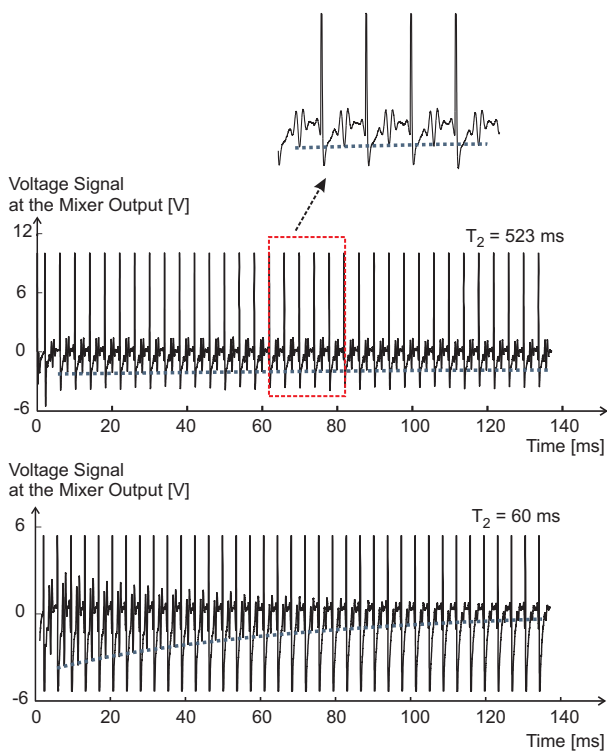 Voltage Signal
at the Mixer Output [V]
T2 = 523 ms
12
6
0
-6
0 20 40 60 80 100 120 140
Time [ms]
Voltage Signal
at the Mixer Output [V]
T2 = 60 ms
6
0
-6
0 20 40 60 80 100 120 140
Time [ms]